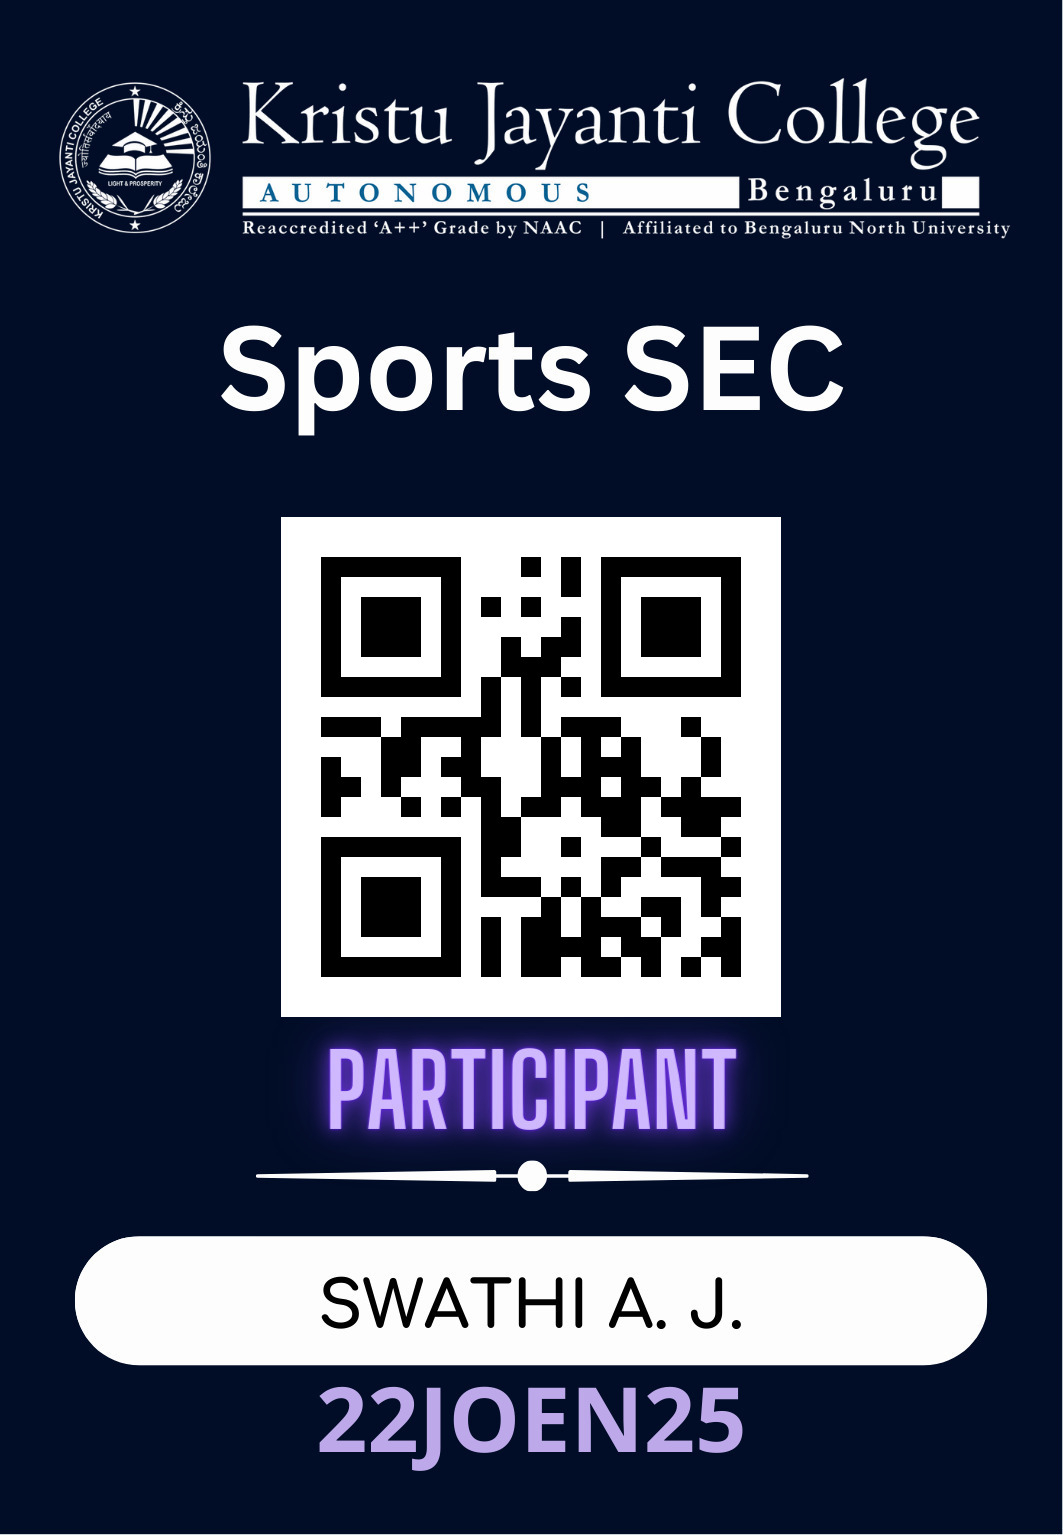 KRISTU JAYANTI COLLEGE
ಕ್ರಿಸ್ತು ಜಯಂತಿ ಕಾಲೇಜು
LIGHT & PROSPERITY
Kristu Jayanti College
AUTONOMOUS Bengaluru
Reaccredited ‘A++’ Grade by NAAC | Affiliated to Bengaluru North University
Sports SEC
PARTICIPANT
SWATHI A. J.
22JOEN25